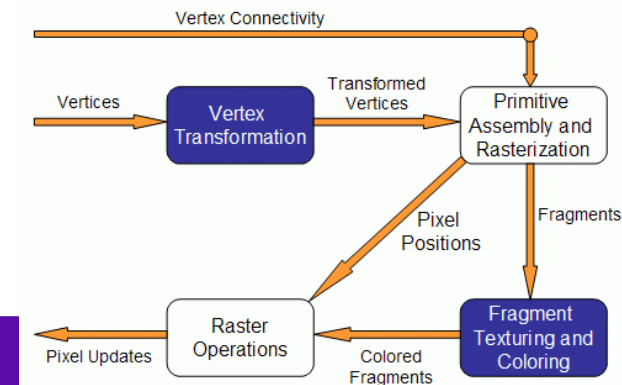 Vertex Connectivity
Vertices
Vertex
Transformation
Transformed
Vertices
Primitive
Assembly and
Rasterization
Pixel
Positions
Fragments
Fragment
Texturing and
Coloring
Colored
Fragments
Raster
Operations
Pixel Updates